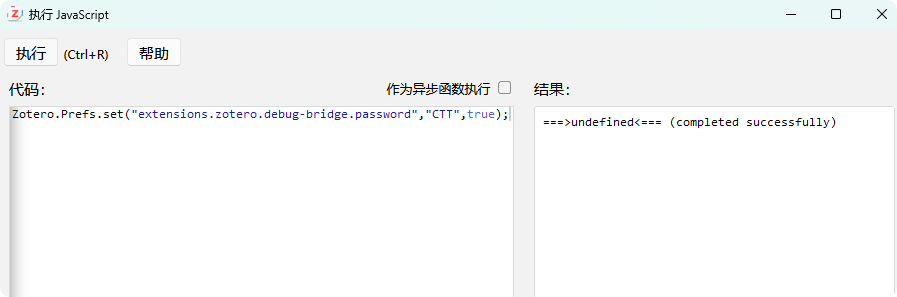 执行 JavaScript
执行 (Ctrl+R) 帮助
代码： 作为异步函数执行 结果：
Zotero.Prefs.set("extensions.zotero.debug-bridge.password","CTT",true);
===>undefined<=== (completed successfully)